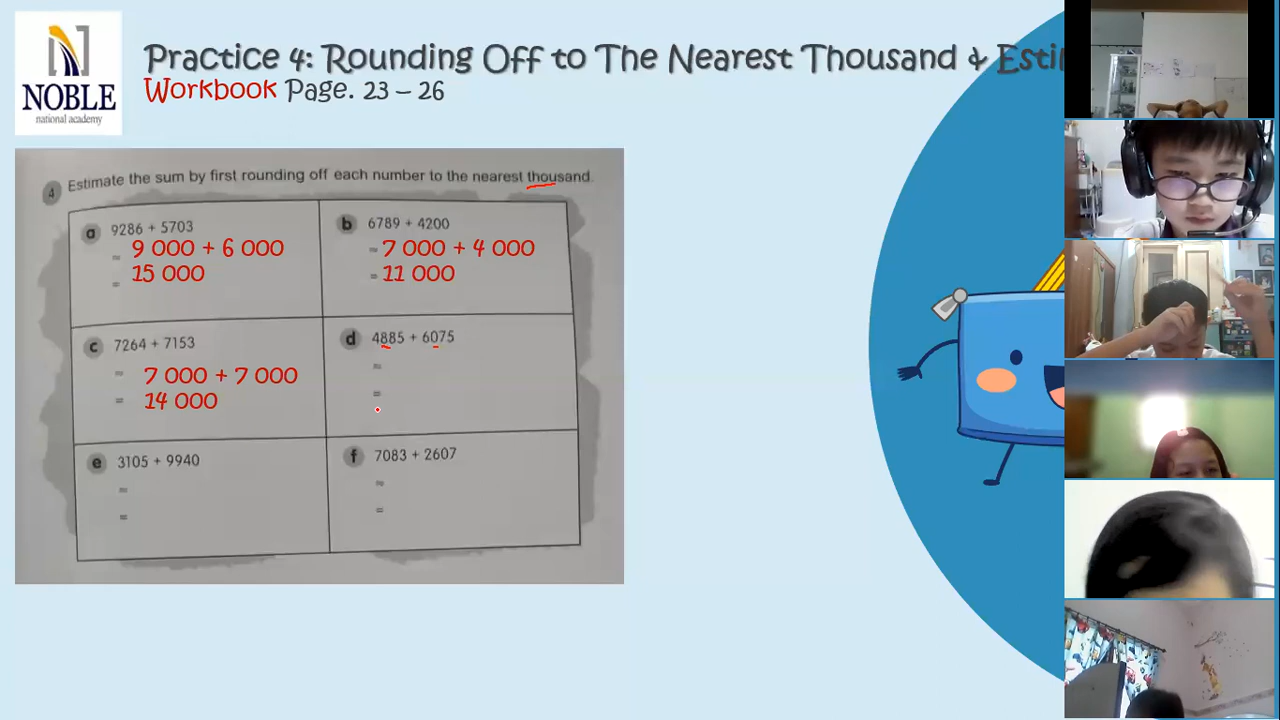 NOBLE
national academy
Practice 4: Rounding Off to The Nearest Thousand &
Workbook Page. 23 – 26
4 Estimate the sum by first rounding off each number to the nearest thousand.
a 9286 + 5703
≈ 9 000 + 6 000
= 15 000
b 6789 + 4200
≈ 7 000 + 4 000
= 11 000
c 7264 + 7153
≈ 7 000 + 7 000
= 14 000
d 4885 + 6075
≈
=
e 3105 + 9940
≈
=
f 7083 + 2607
≈
=